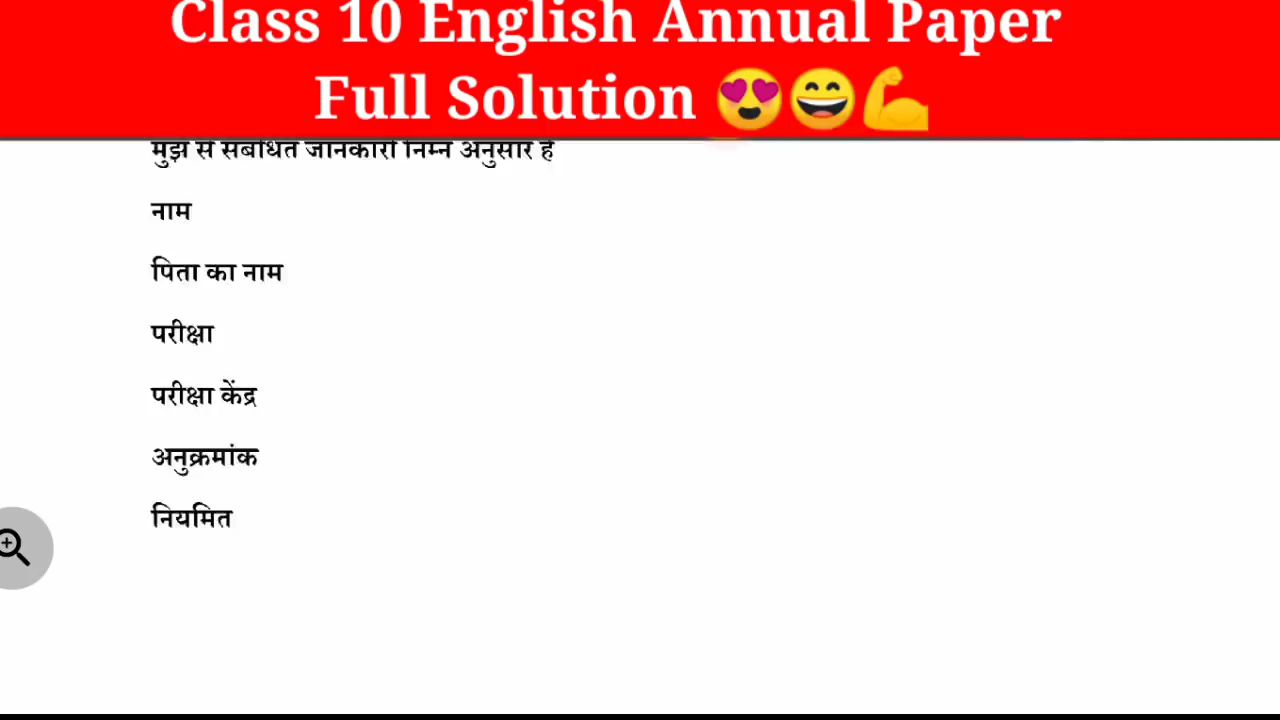 Class 10 English Annual Paper
Full Solution 😍😄💪
मुझ से संबंधित जानकारी निम्न अनुसार है
नाम
पिता का नाम
परीक्षा
परीक्षा केंद्र
अनुक्रमांक
नियमित